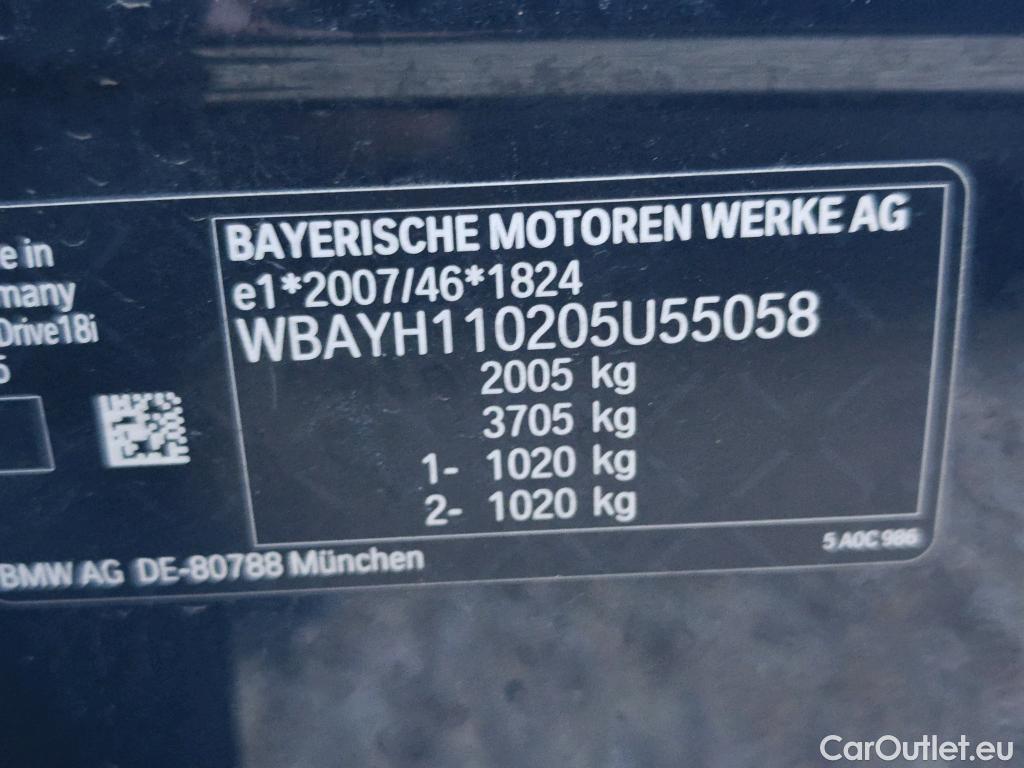 e in
many
Drive18i
BAYERISCHE MOTOREN WERKE AG
e1*2007/46*1824
WBAYH110205U55058
2005 kg
3705 kg
1- 1020 kg
2- 1020 kg
5 A0C 986
BMW AG DE-80788 München
CarOutlet.eu